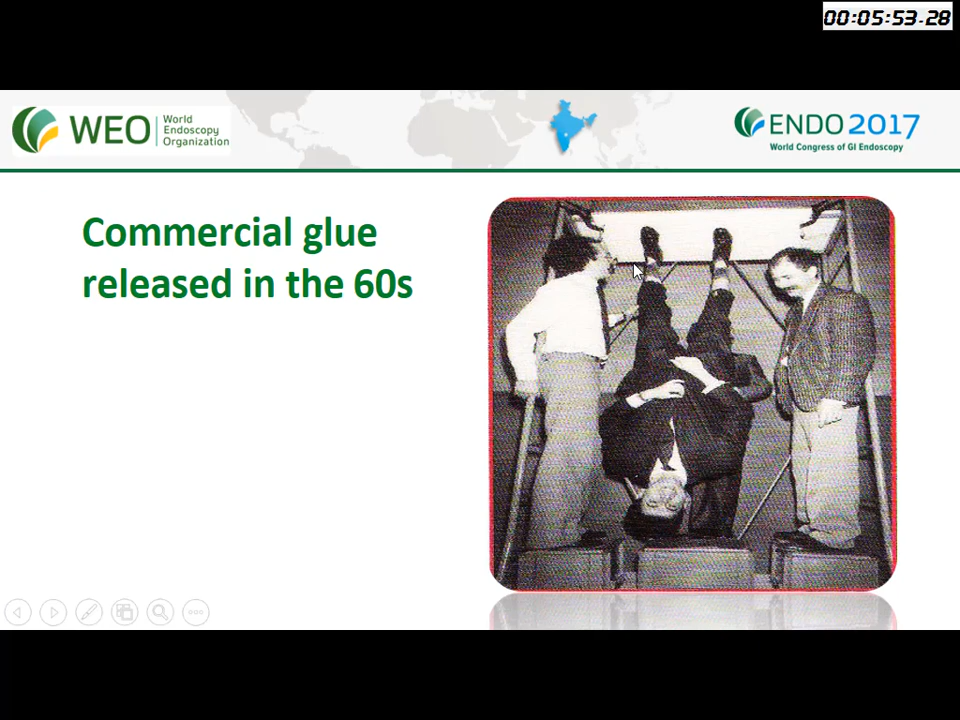 00:05:53.28
WEO
World
Endoscopy
Organization
ENDO 2017
World Congress of GI Endoscopy
Commercial glue
released in the 60s